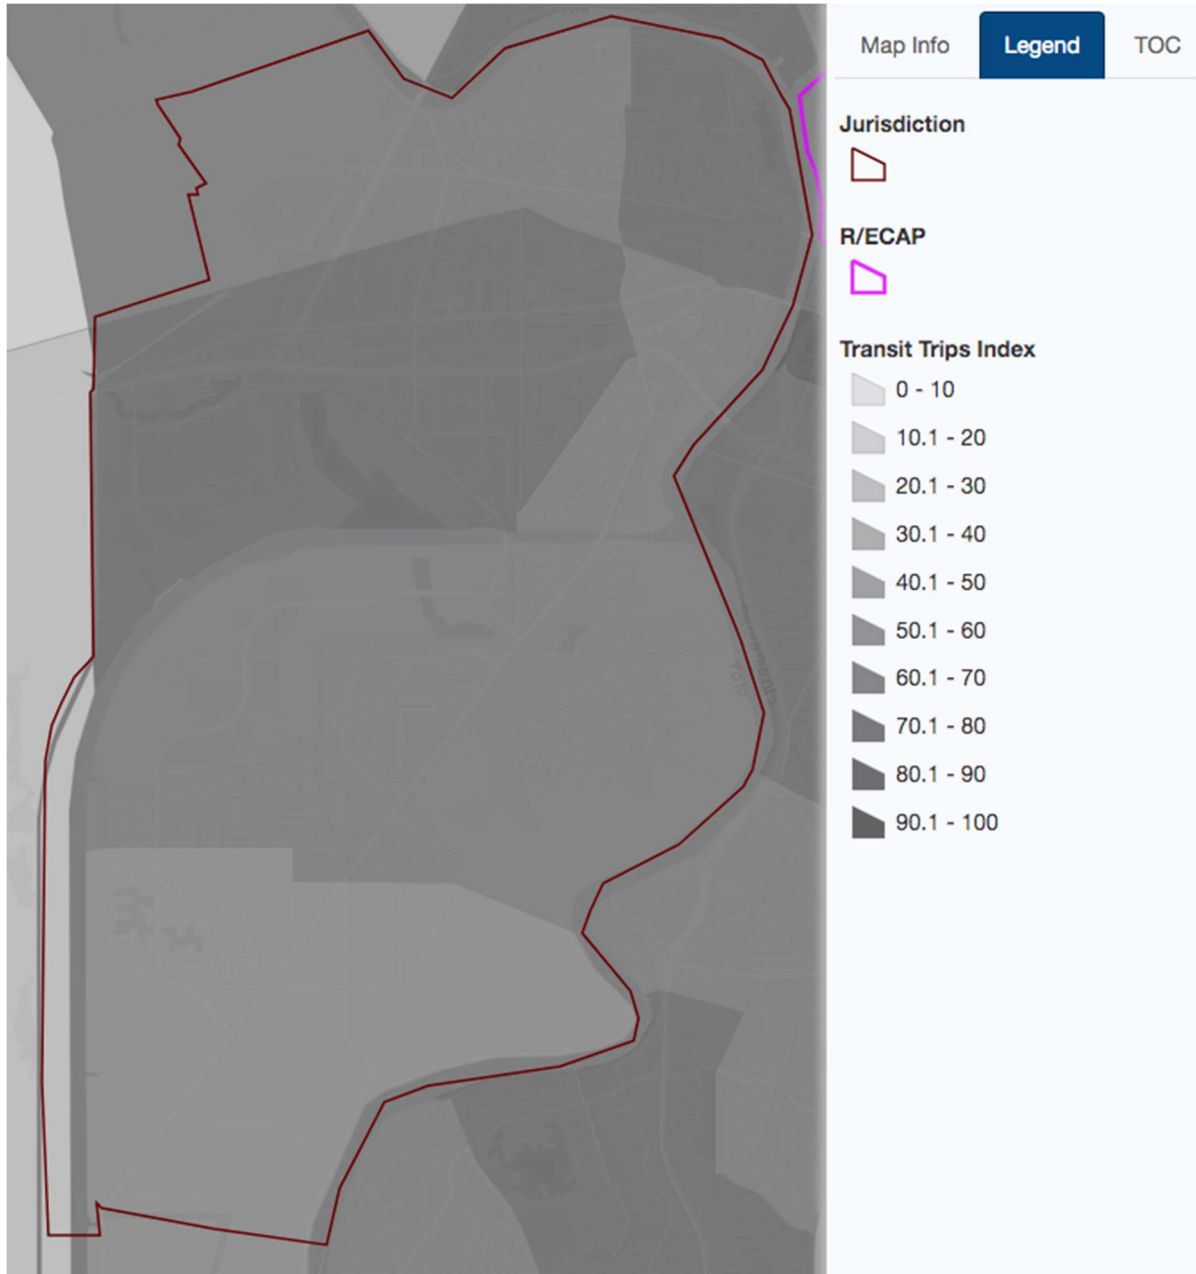 Map Info
Legend
TOC
Jurisdiction
R/ECAP
Transit Trips Index
0 - 10
10.1 - 20
20.1 - 30
30.1 - 40
40.1 - 50
50.1 - 60
60.1 - 70
70.1 - 80
80.1 - 90
90.1 - 100
Sacramento
Yolo